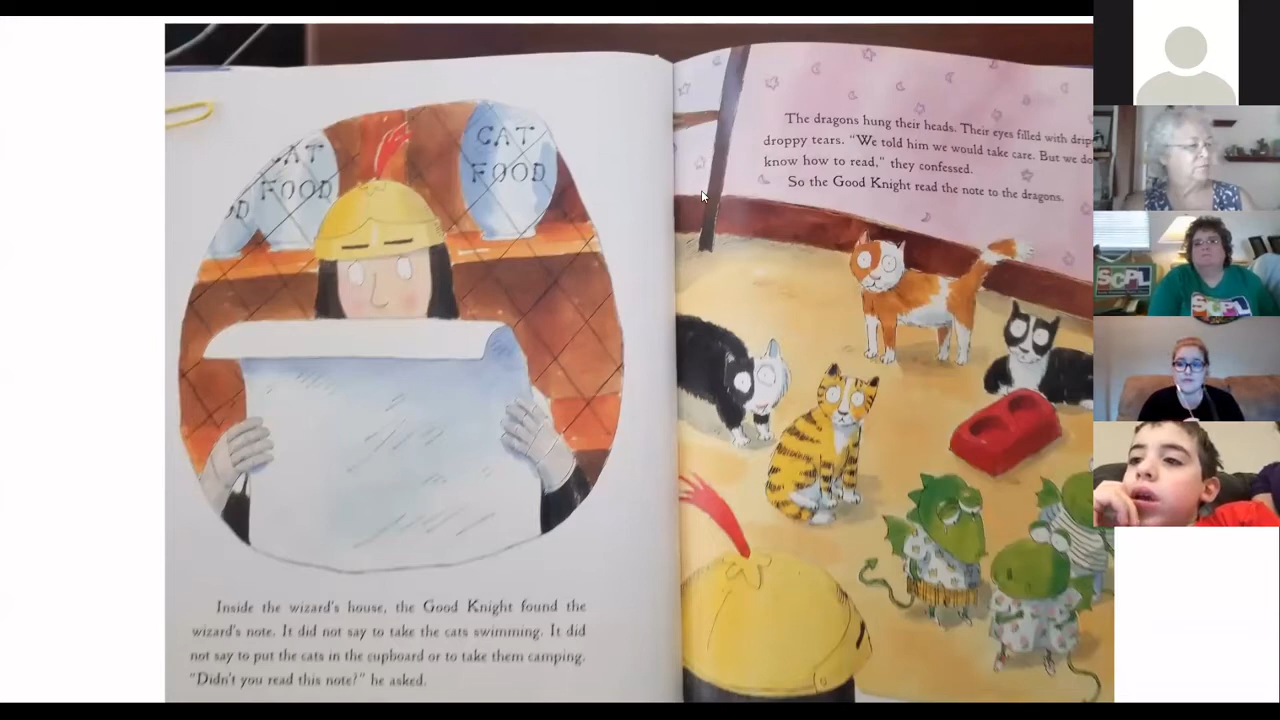 CAT
FOOD
AT
FOOD
OD
Inside the wizard's house, the Good Knight found the
wizard's note. It did not say to take the cats swimming. It did
not say to put the cats in the cupboard or to take them camping.
"Didn't you read this note?" he asked.
The dragons hung their heads. Their eyes filled with drip
droppy tears. "We told him we would take care. But we do
know how to read," they confessed.
So the Good Knight read the note to the dragons.
SCPL
SCPL